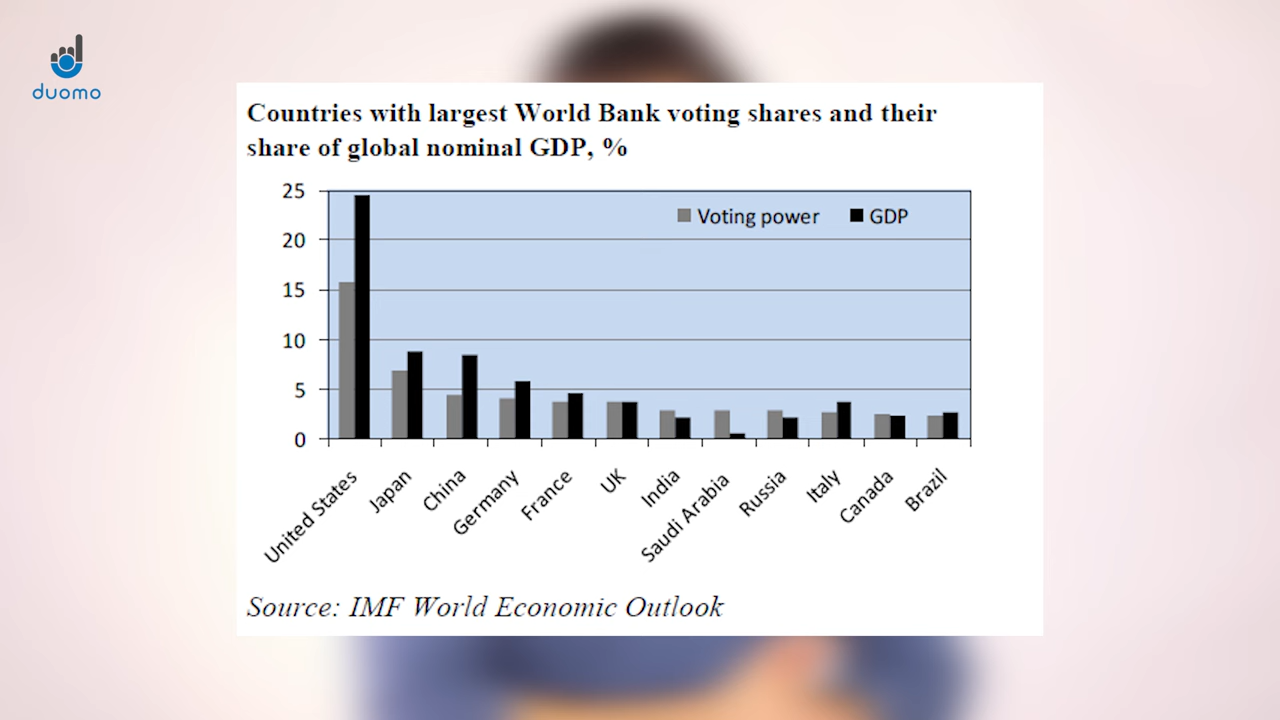 duomo
Countries with largest World Bank voting shares and their
share of global nominal GDP, %
25
20
15
10
5
0
Voting power
GDP
United States
Japan
China
Germany
France
UK
India
Saudi Arabia
Russia
Italy
Canada
Brazil
Source: IMF World Economic Outlook